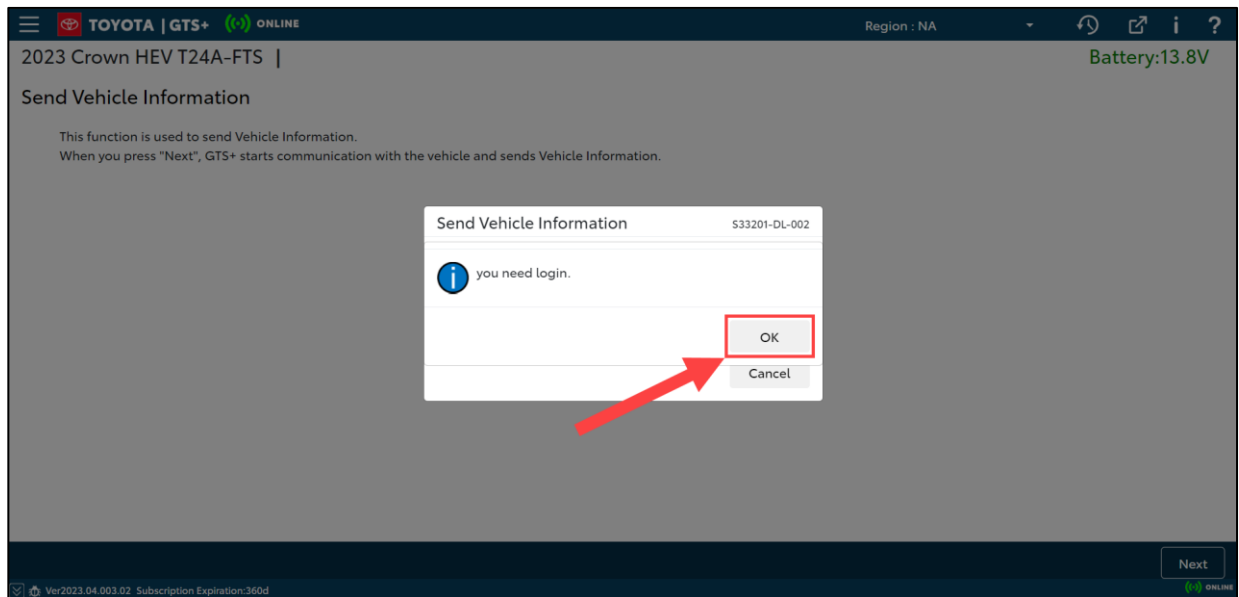 TOYOTA | GTS+ ONLINE Region : NA i ?
2023 Crown HEV T24A-FTS | Battery:13.8V
Send Vehicle Information
This function is used to send Vehicle Information.
When you press "Next", GTS+ starts communication with the vehicle and sends Vehicle Information.
Send Vehicle Information S33201-DL-002
i you need login.
OK
Cancel
Next
Ver2023.04.003.02 Subscription Expiration:360d ONLINE